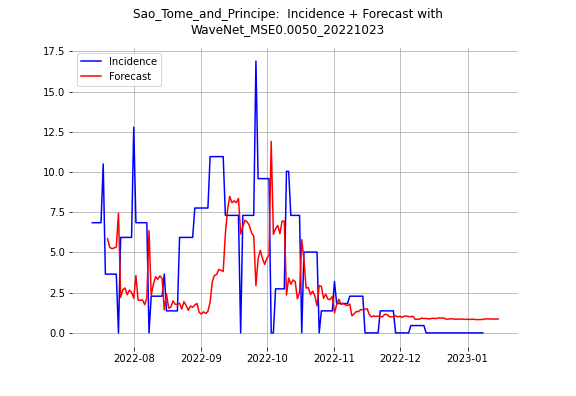 Sao_Tome_and_Principe:  Incidence + Forecast with
WaveNet_MSE0.0050_20221023
17.5
15.0
12.5
10.0
7.5
5.0
2.5
0.0
Incidence
Forecast
2022-08 2022-09 2022-10 2022-11 2022-12 2023-01